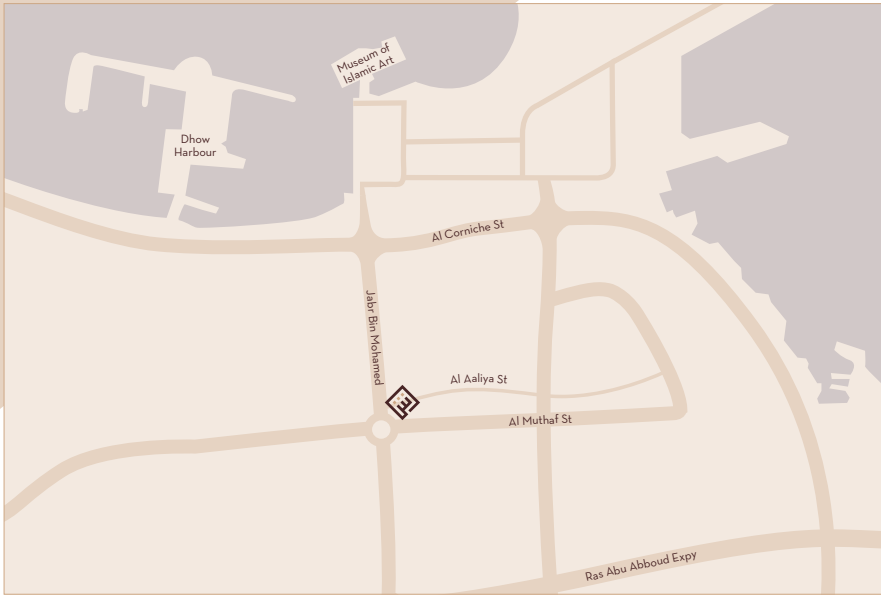 Museum of
Islamic Art
Dhow
Harbour
Al Corniche St
Jabr Bin Mohamed
Al Aaliya St
Al Muthaf St
Ras Abu Abboud Expy